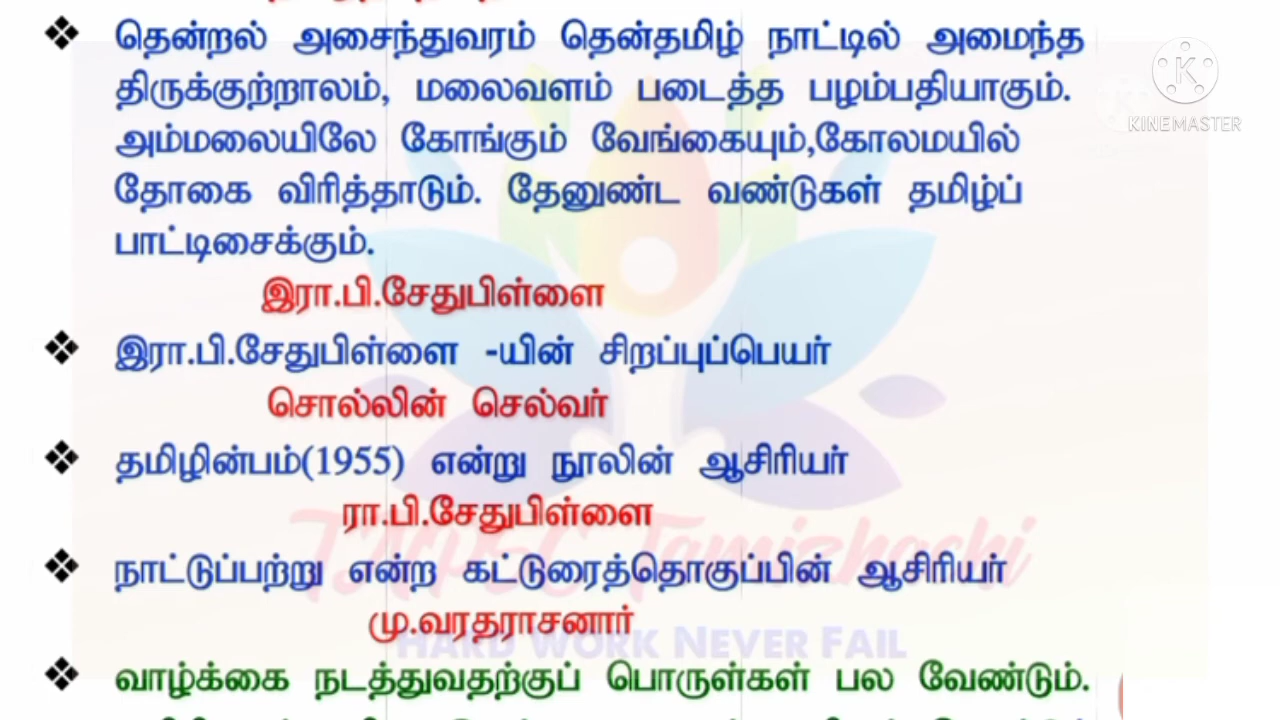 ❖ தென்றல் அசைந்துவரம் தென்தமிழ் நாட்டில் அமைந்த
திருக்குற்றாலம், மலைவளம் படைத்த பழம்பதியாகும்.
அம்மலையிலே கோங்கும் வேங்கையும்,கோலமயில்
தோகை விரித்தாடும். தேனுண்ட வண்டுகள் தமிழ்ப்
பாட்டிசைக்கும்.
இரா.பி.சேதுபிள்ளை
❖ இரா.பி.சேதுபிள்ளை -யின் சிறப்புப்பெயர்
சொல்லின் செல்வர்
❖ தமிழின்பம்(1955) என்று நூலின் ஆசிரியர்
ரா.பி.சேதுபிள்ளை
❖ நாட்டுப்பற்று என்ற கட்டுரைத்தொகுப்பின் ஆசிரியர்
மு.வரதராசனார்
❖ வாழ்க்கை நடத்துவதற்குப் பொருள்கள் பல வேண்டும்.
K
KINEMASTER
TNPSC Tamizhachi
HARD WORK NEVER FAIL